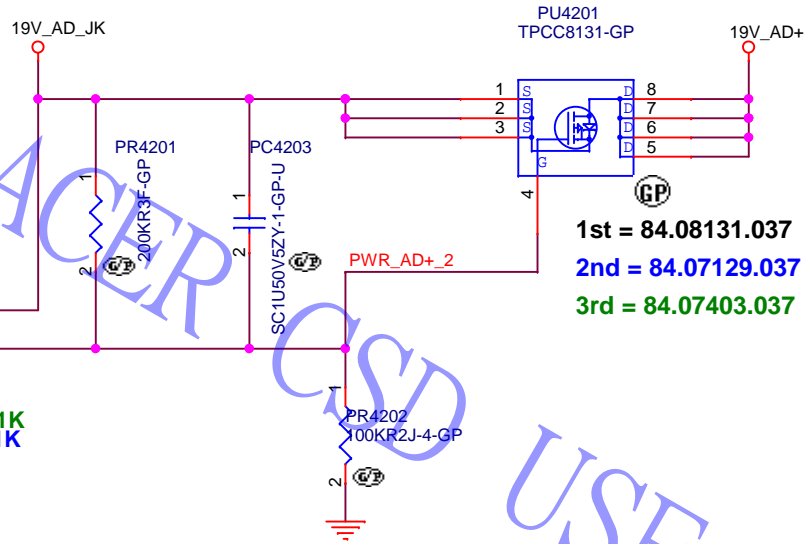 PU4201
TPCC8131-GP
19V_AD_JK
19V_AD+
1 S
2 S
3 S
D 8
D 7
D 6
D 5
G
4
PR4201
200KR3F-GP
1
2
G/P
PC4203
SC1U50V5ZY-1-GP-U
1
2
G/P
PWR_AD+_2
GP
1st = 84.08131.037
2nd = 84.07129.037
3rd = 84.07403.037
1K
K
1
PR4202
100KR2J-4-GP
2
G/P
ACER CSD USE